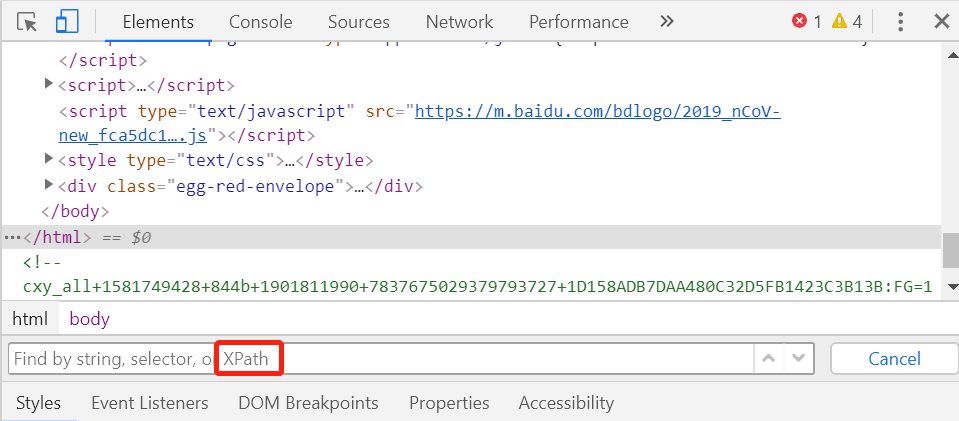 Elements Console Sources Network Performance » 1 4
</script>
<script>…</script>
<script type="text/javascript" src="https://m.baidu.com/bdlogo/2019_nCoV-
new_fca5dc1….js"></script>
<style type="text/css">…</style>
<div class="egg-red-envelope">…</div>
</body>
…</html> == $0
<!--
cxy_all+1581749428+844b+1901811990+7837675029379793727+1D158ADB7DAA480C32D5FB1423C3B13B:FG=1
html body
Find by string, selector, or XPath Cancel
Styles Event Listeners DOM Breakpoints Properties Accessibility